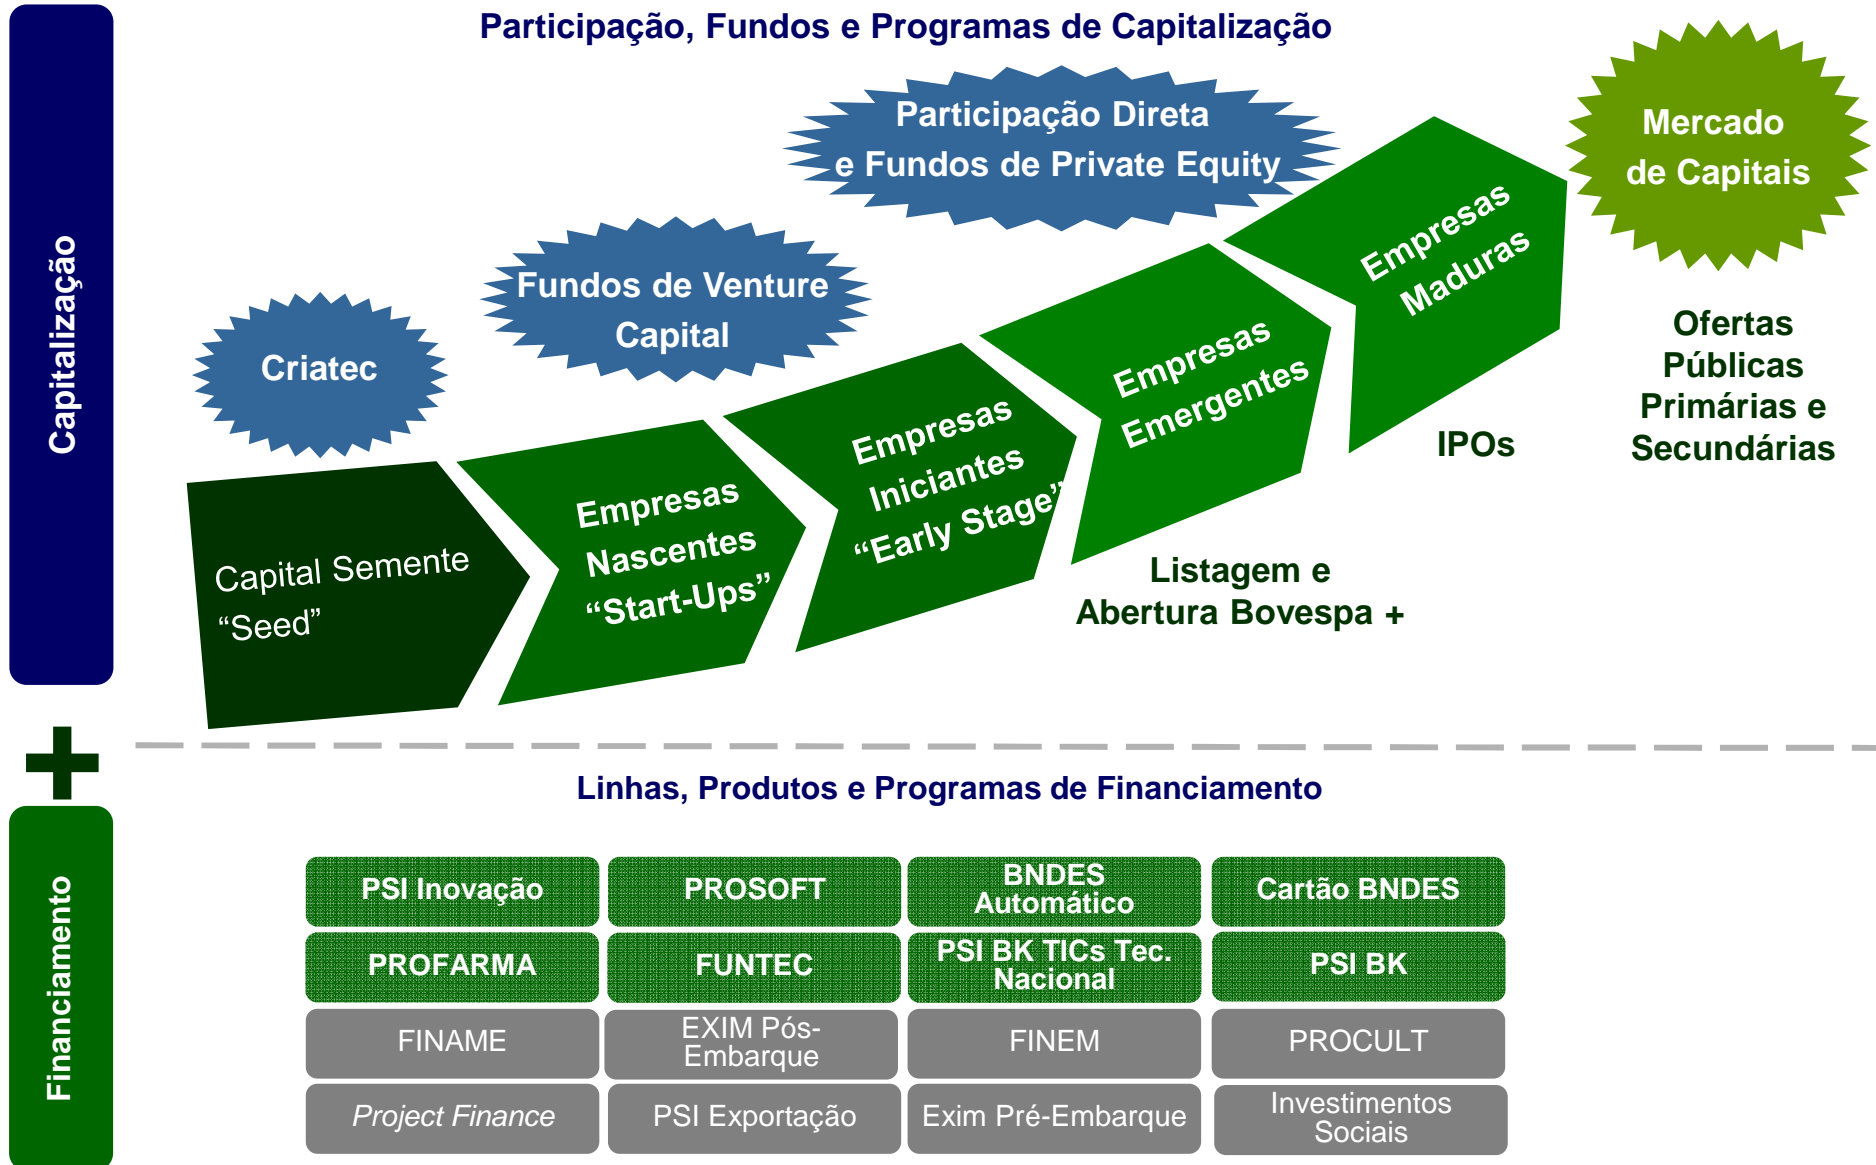 Participação, Fundos e Programas de Capitalização
Capitalização
Participação Direta
e Fundos de Private Equity
Mercado
de Capitais
Fundos de Venture
Capital
Criatec
Capital Semente
“Seed”
Empresas
Nascentes
“Start-Ups”
Empresas
Iniciantes
“Early Stage”
Empresas
Emergentes
Empresas
Maduras
Listagem e
Abertura Bovespa +
IPOs
Ofertas
Públicas
Primárias e
Secundárias
+
Financiamento
Linhas, Produtos e Programas de Financiamento
PSI Inovação
PROSOFT
BNDES
Automático
Cartão BNDES
PROFARMA
FUNTEC
PSI BK TICs Tec.
Nacional
PSI BK
FINAME
EXIM Pós-
Embarque
FINEM
PROCULT
Project Finance
PSI Exportação
Exim Pré-Embarque
Investimentos
Sociais